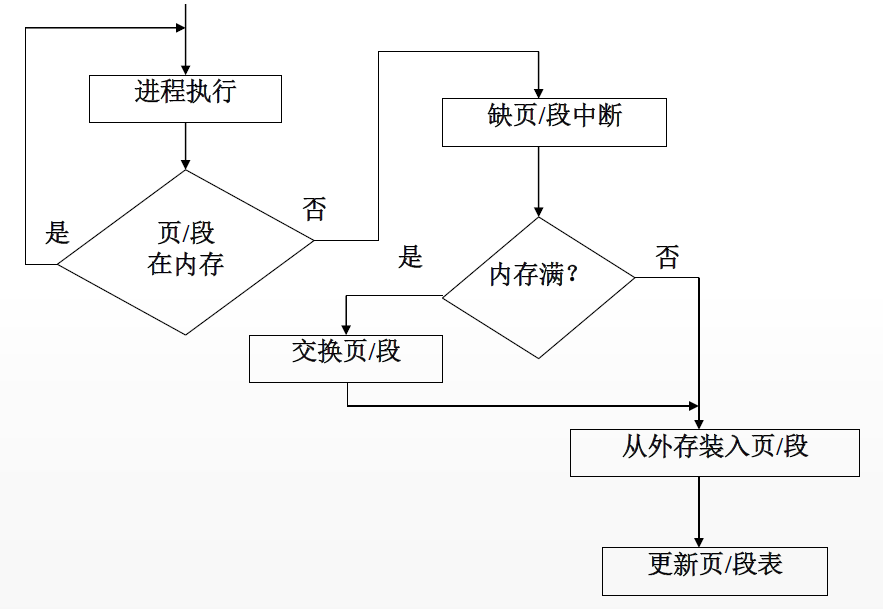 进程执行
缺页/段中断
否
是
页/段
在内存
是
内存满？
否
交换页/段
从外存装入页/段
更新页/段表